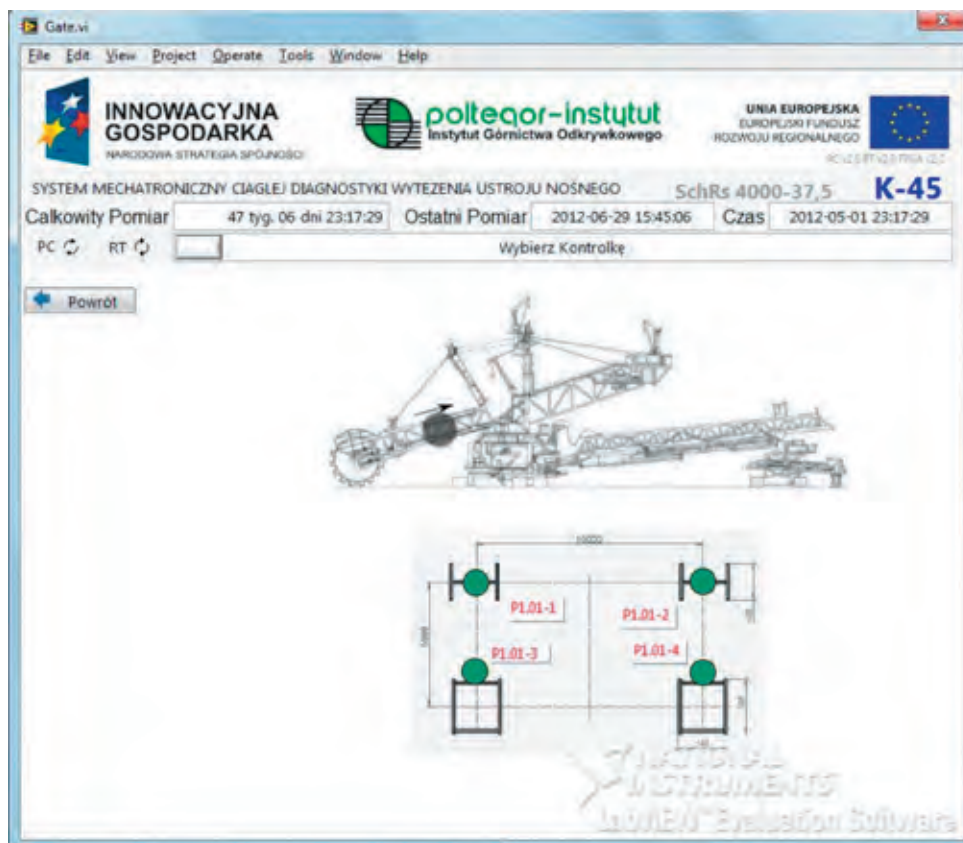 Gate.vi
File Edit View Project Operate Tools Window Help
INNOWACYJNA
GOSPODARKA
NARODOWA STRATEGIA SPÓJNOŚCI
poltegor-instytut
Instytut Górnictwa Odkrywkowego
UNIA EUROPEJSKA
EUROPEJSKI FUNDUSZ
ROZWOJU REGIONALNEGO
SYSTEM MECHATRONICZNY CIAGLEJ DIAGNOSTYKI WYTEZENIA USTROJU NOŚNEGO SchRs 4000-37,5 K-45
Calkowity Pomiar 47 tyg. 06 dni 23:17:29 Ostatni Pomiar 2012-06-29 15:45:06 Czas 2012-05-01 23:17:29
PC RT Wybierz Kontrolkę
Powrót
P1.01-1
P1.01-2
P1.01-3
P1.01-4
NATIONAL
INSTRUMENTS
LabVIEW™ Evaluation Software